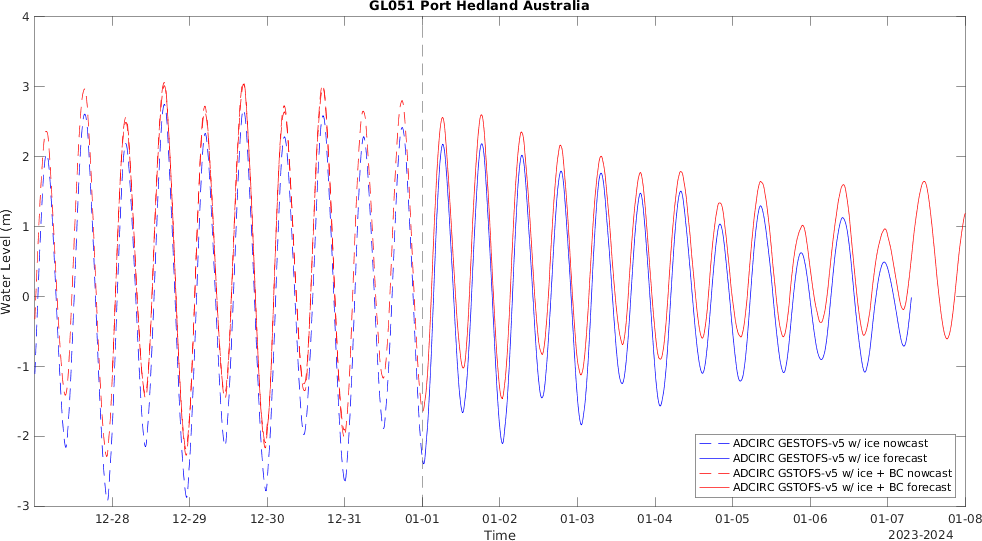 GL051 Port Hedland Australia
4
3
2
1
0
-1
-2
-3
Water Level (m)
12-28 12-29 12-30 12-31 01-01 01-02 01-03 01-04 01-05 01-06 01-07 01-08
Time
2023-2024
ADCIRC GESTOFS-v5 w/ ice nowcast
ADCIRC GESTOFS-v5 w/ ice forecast
ADCIRC GSTOFS-v5 w/ ice + BC nowcast
ADCIRC GSTOFS-v5 w/ ice + BC forecast